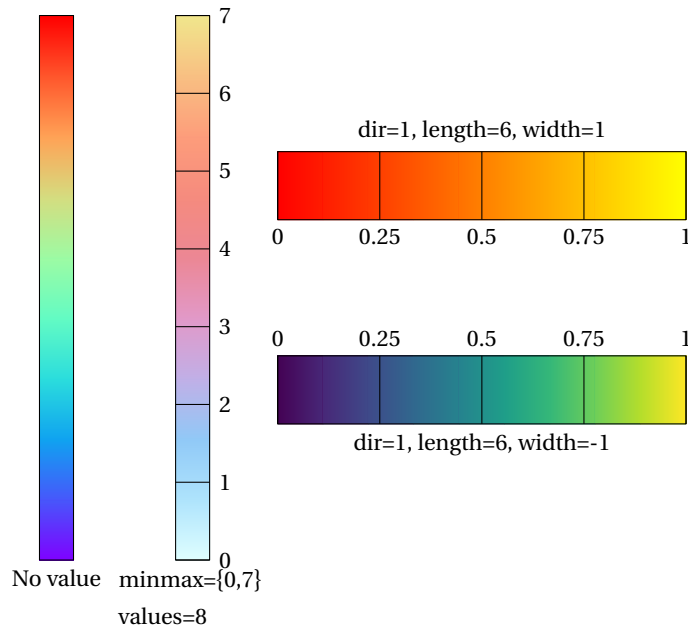 7
6
5
4
3
2
1
0
No value
minmax={0,7}
values=8
dir=1, length=6, width=1
0 0.25 0.5 0.75 1
0 0.25 0.5 0.75 1
dir=1, length=6, width=-1